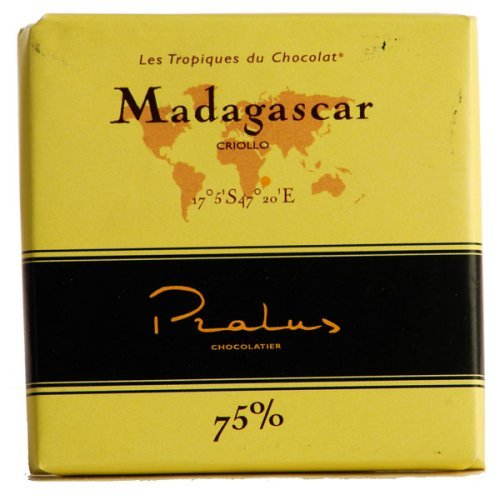 Les Tropiques du Chocolat®
Madagascar
CRIOLLO
17°5'S47°20'E
Pralus
CHOCOLATIER
75%